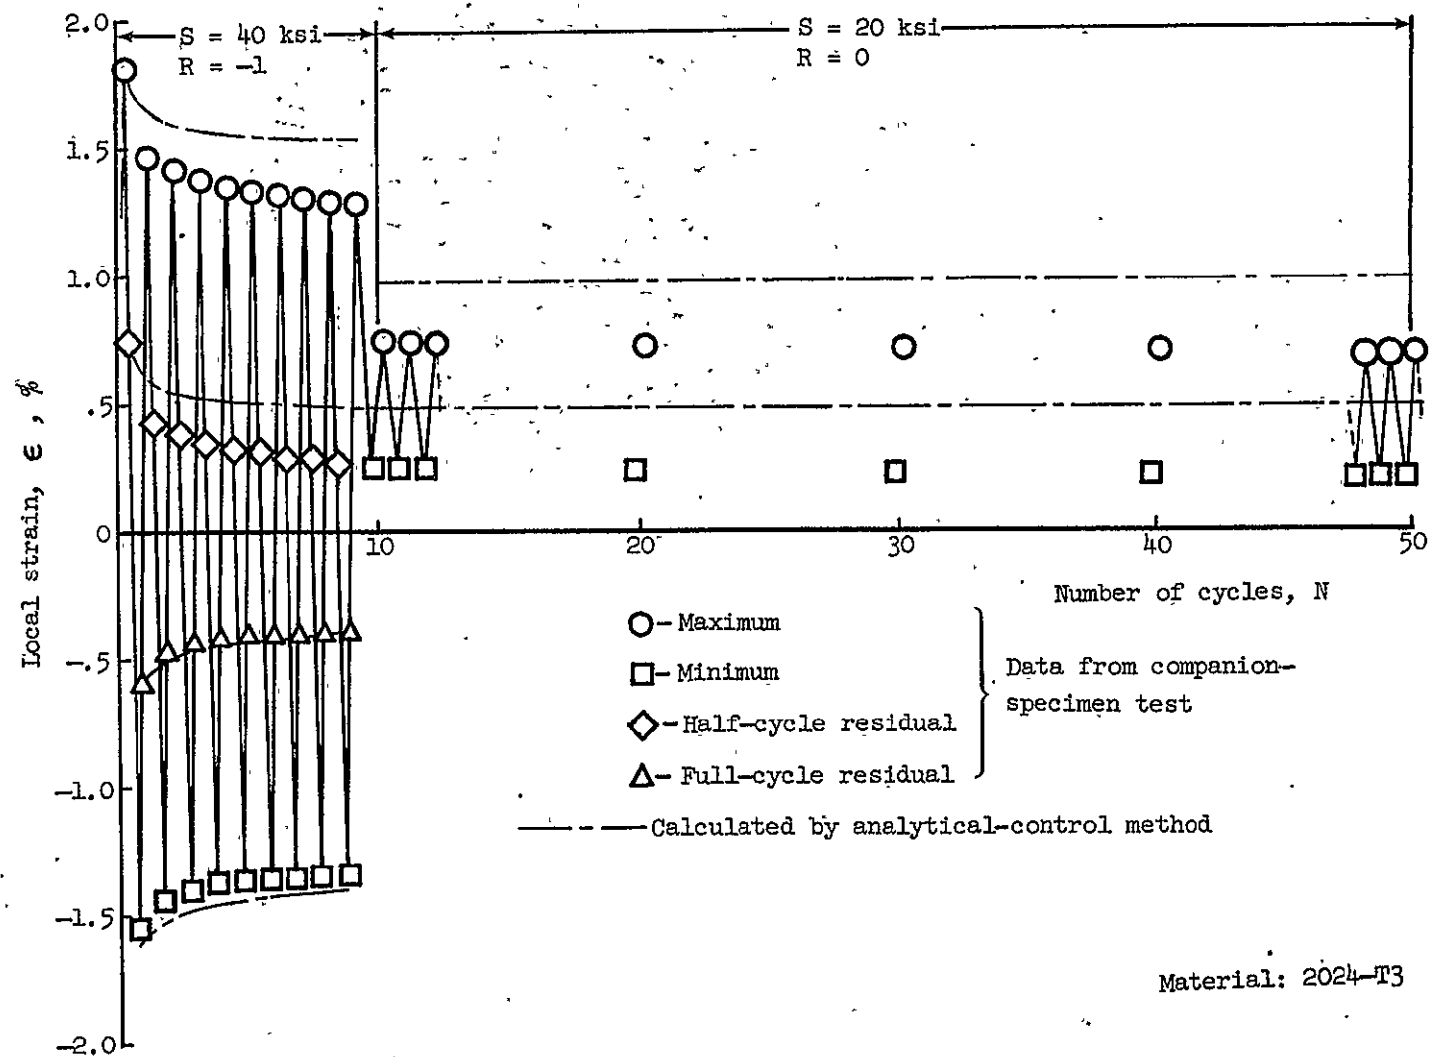 2.0
S = 40 ksi
S = 20 ksi
R = -1
R = 0
1.5
1.0
.5
0
10
20
30
40
50
-.5
-1.0
-1.5
-2.0
Local strain, ϵ, %
Number of cycles, N
Maximum
Minimum
Half-cycle residual
Full-cycle residual
Data from companion-
specimen test
Calculated by analytical-control method
Material: 2024-T3